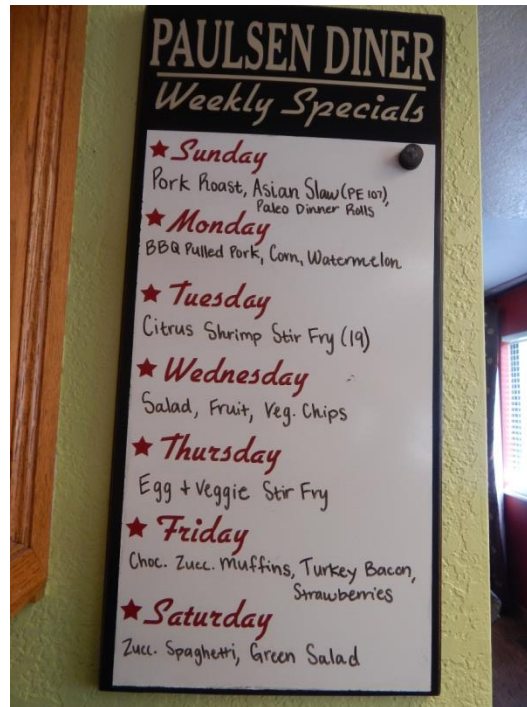 PAULSEN DINER
Weekly Specials
Sunday
Pork Roast, Asian Slaw (PE 107),
Paleo Dinner Rolls
Monday
BBQ Pulled Pork, Corn, Watermelon
Tuesday
Citrus Shrimp Stir Fry (19)
Wednesday
Salad, Fruit, Veg. Chips
Thursday
Egg + Veggie Stir Fry
Friday
Choc. Zucc. Muffins, Turkey Bacon,
Strawberries
Saturday
Zucc. Spaghetti, Green Salad